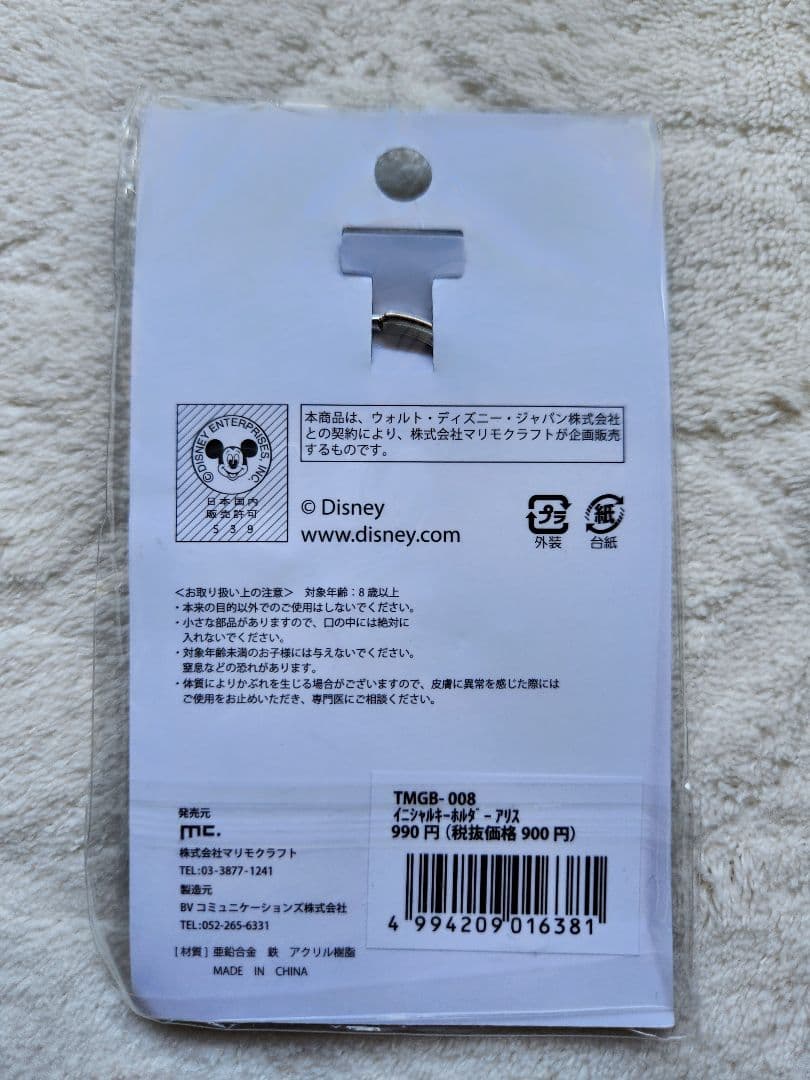 © DISNEY ENTERPRISES, INC.
日本国内
販売許可
539
本商品は、ウォルト・ディズニー・ジャパン株式会社
との契約により、株式会社マリモクラフトが企画販売
するものです。
© Disney
www.disney.com
プラ
外装
紙
台紙
＜お取り扱い上の注意＞ 対象年齢：8歳以上
・本来の目的以外でのご使用はしないでください。
・小さな部品がありますので、口の中には絶対に
入れないでください。
・対象年齢未満のお子様には与えないでください。
窒息などの恐れがあります。
・体質によりかぶれを生じる場合がございますので、皮膚に異常を感じた際には
ご使用をお止めいただき、専門医にご相談ください。
発売元
mc.
株式会社マリモクラフト
TEL:03-3877-1241
製造元
BVコミュニケーションズ株式会社
TEL:052-265-6331
[材質] 亜鉛合金 鉄 アクリル樹脂
MADE IN CHINA
TMGB-008
ｲﾆｼｬﾙｷｰﾎﾙﾀﾞｰ ｱﾘｽ
990円（税抜価格900円）
4 994209 016381